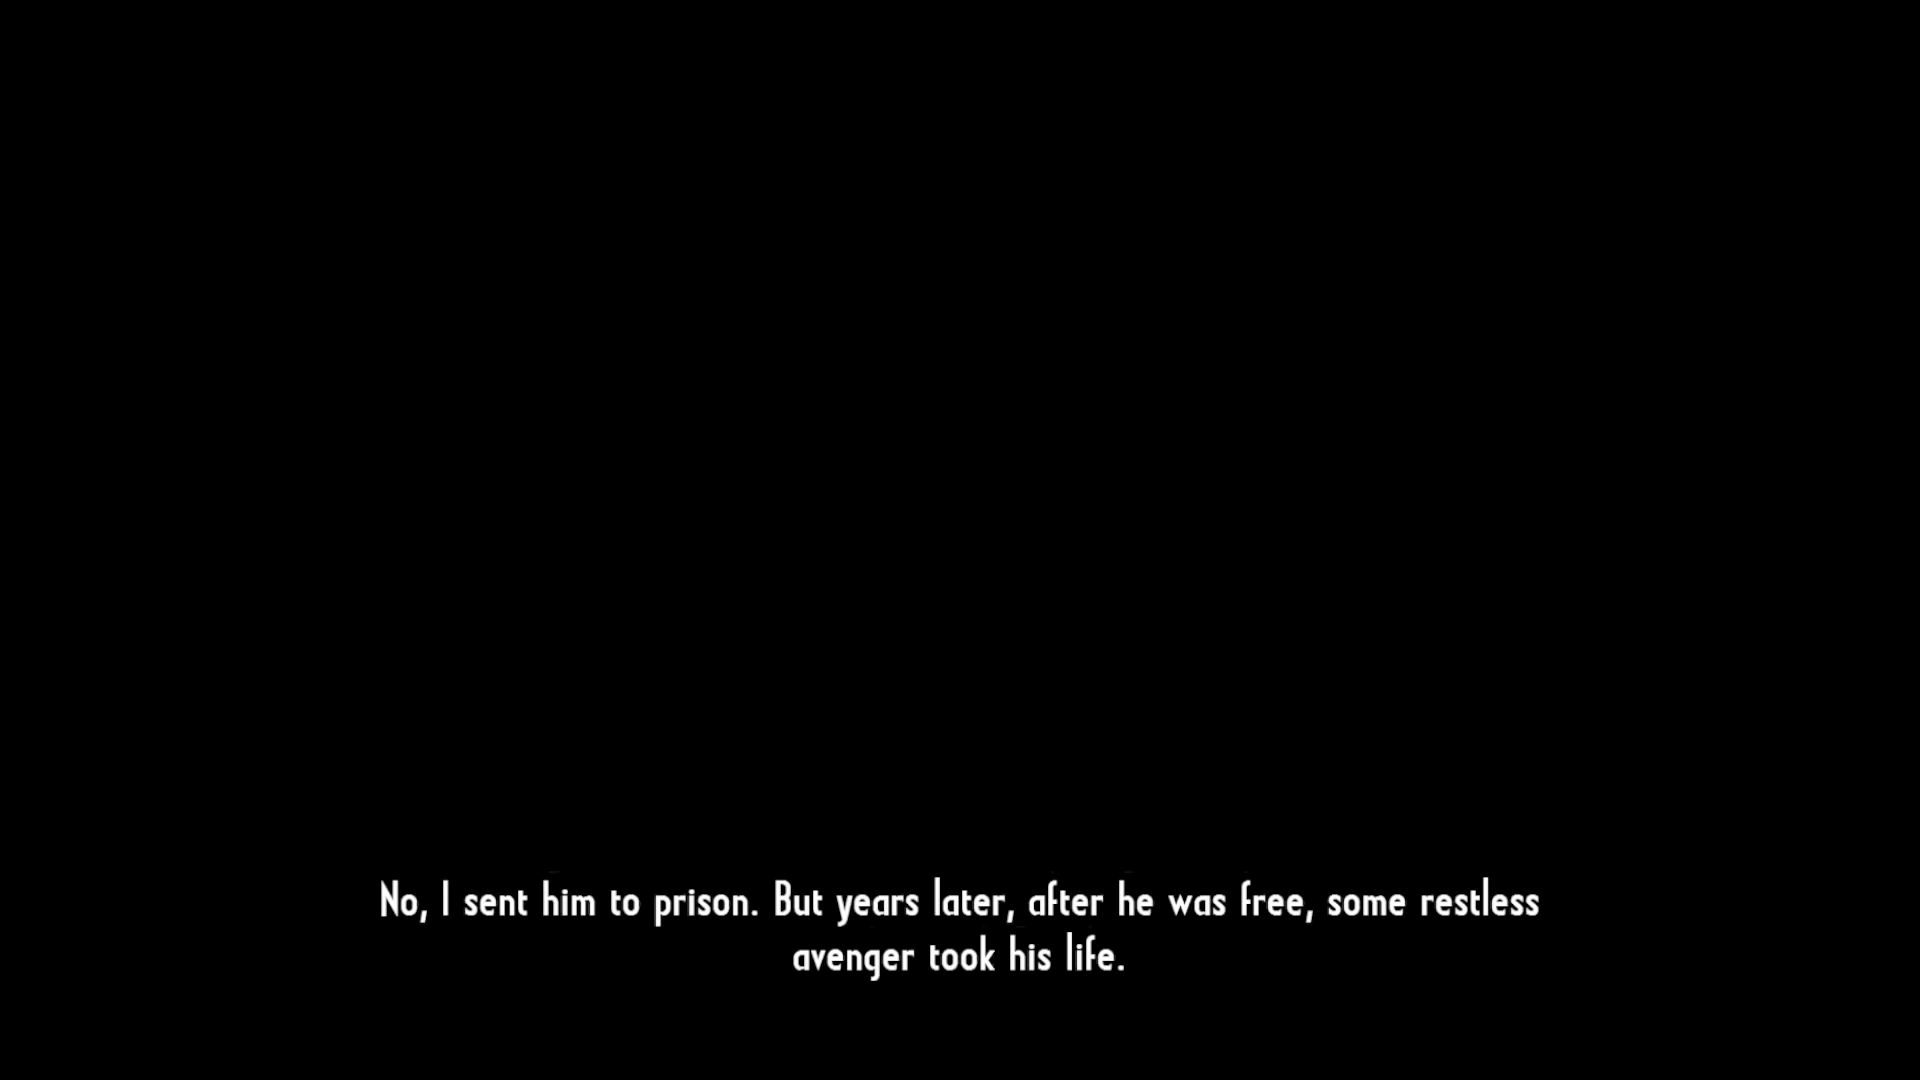 No, I sent him to prison. But years later, after he was free, some restless
avenger took his life.